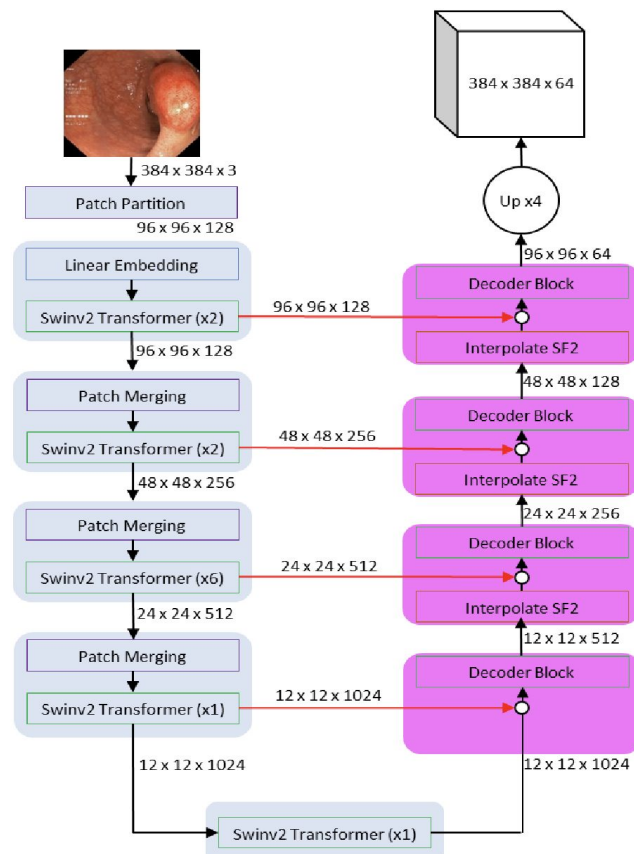 384 x 384 x 3
Patch Partition
96 x 96 x 128
Linear Embedding
Swinv2 Transformer (x2)
96 x 96 x 128
Patch Merging
Swinv2 Transformer (x2)
48 x 48 x 256
Patch Merging
Swinv2 Transformer (x6)
24 x 24 x 512
Patch Merging
Swinv2 Transformer (x1)
12 x 12 x 1024
Swinv2 Transformer (x1)
96 x 96 x 128
48 x 48 x 256
24 x 24 x 512
12 x 12 x 1024
384 x 384 x 64
Up x4
96 x 96 x 64
Decoder Block
Interpolate SF2
48 x 48 x 128
Decoder Block
Interpolate SF2
24 x 24 x 256
Decoder Block
Interpolate SF2
12 x 12 x 512
Decoder Block
12 x 12 x 1024